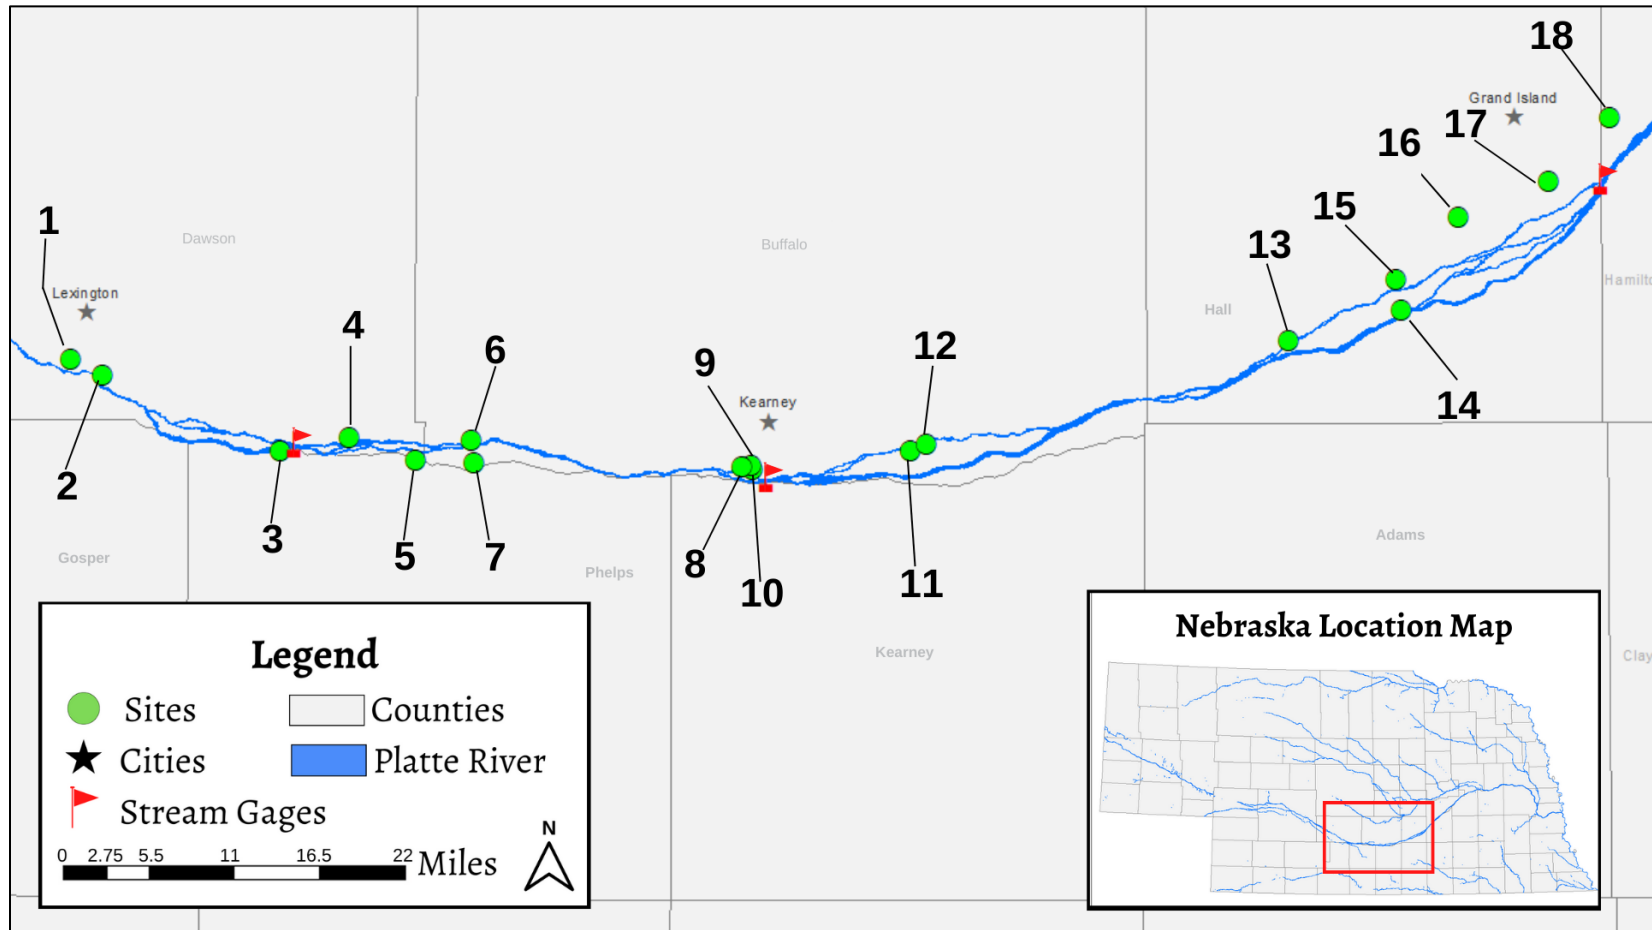 18
Grand Island
17
16
15
13
1
Dawson
Buffalo
Lexington
Hall
Hamilto
4
6
9
12
Kearney
14
2
3
5
7
8
10
11
Gosper
Phelps
Adams
Kearney
Clay
Legend
Sites
Counties
Cities
Platte River
Stream Gages
N
0 2.75 5.5 11 16.5 22 Miles
Nebraska Location Map